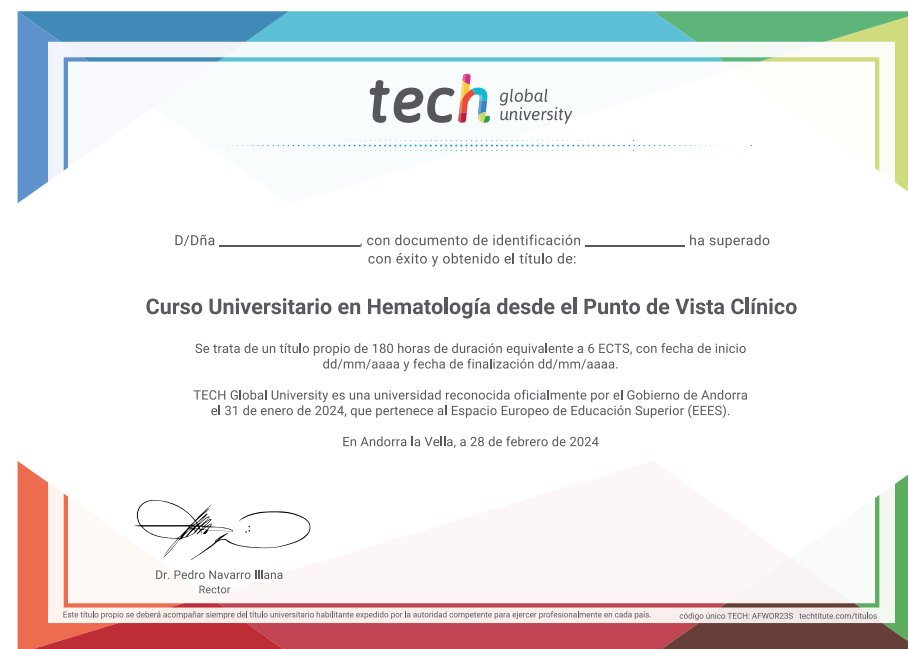 tech global university
D/Dña ____________________, con documento de identificación ______________ ha superado
con éxito y obtenido el título de:
Curso Universitario en Hematología desde el Punto de Vista Clínico
Se trata de un título propio de 180 horas de duración equivalente a 6 ECTS, con fecha de inicio
dd/mm/aaaa y fecha de finalización dd/mm/aaaa.
TECH Global University es una universidad reconocida oficialmente por el Gobierno de Andorra
el 31 de enero de 2024, que pertenece al Espacio Europeo de Educación Superior (EEES).
En Andorra la Vella, a 28 de febrero de 2024
Dr. Pedro Navarro Illana
Rector
Este título propio se deberá acompañar siempre del título universitario habilitante expedido por la autoridad competente para ejercer profesionalmente en cada país. código único TECH: AFWOR23S techtitute.com/titulos